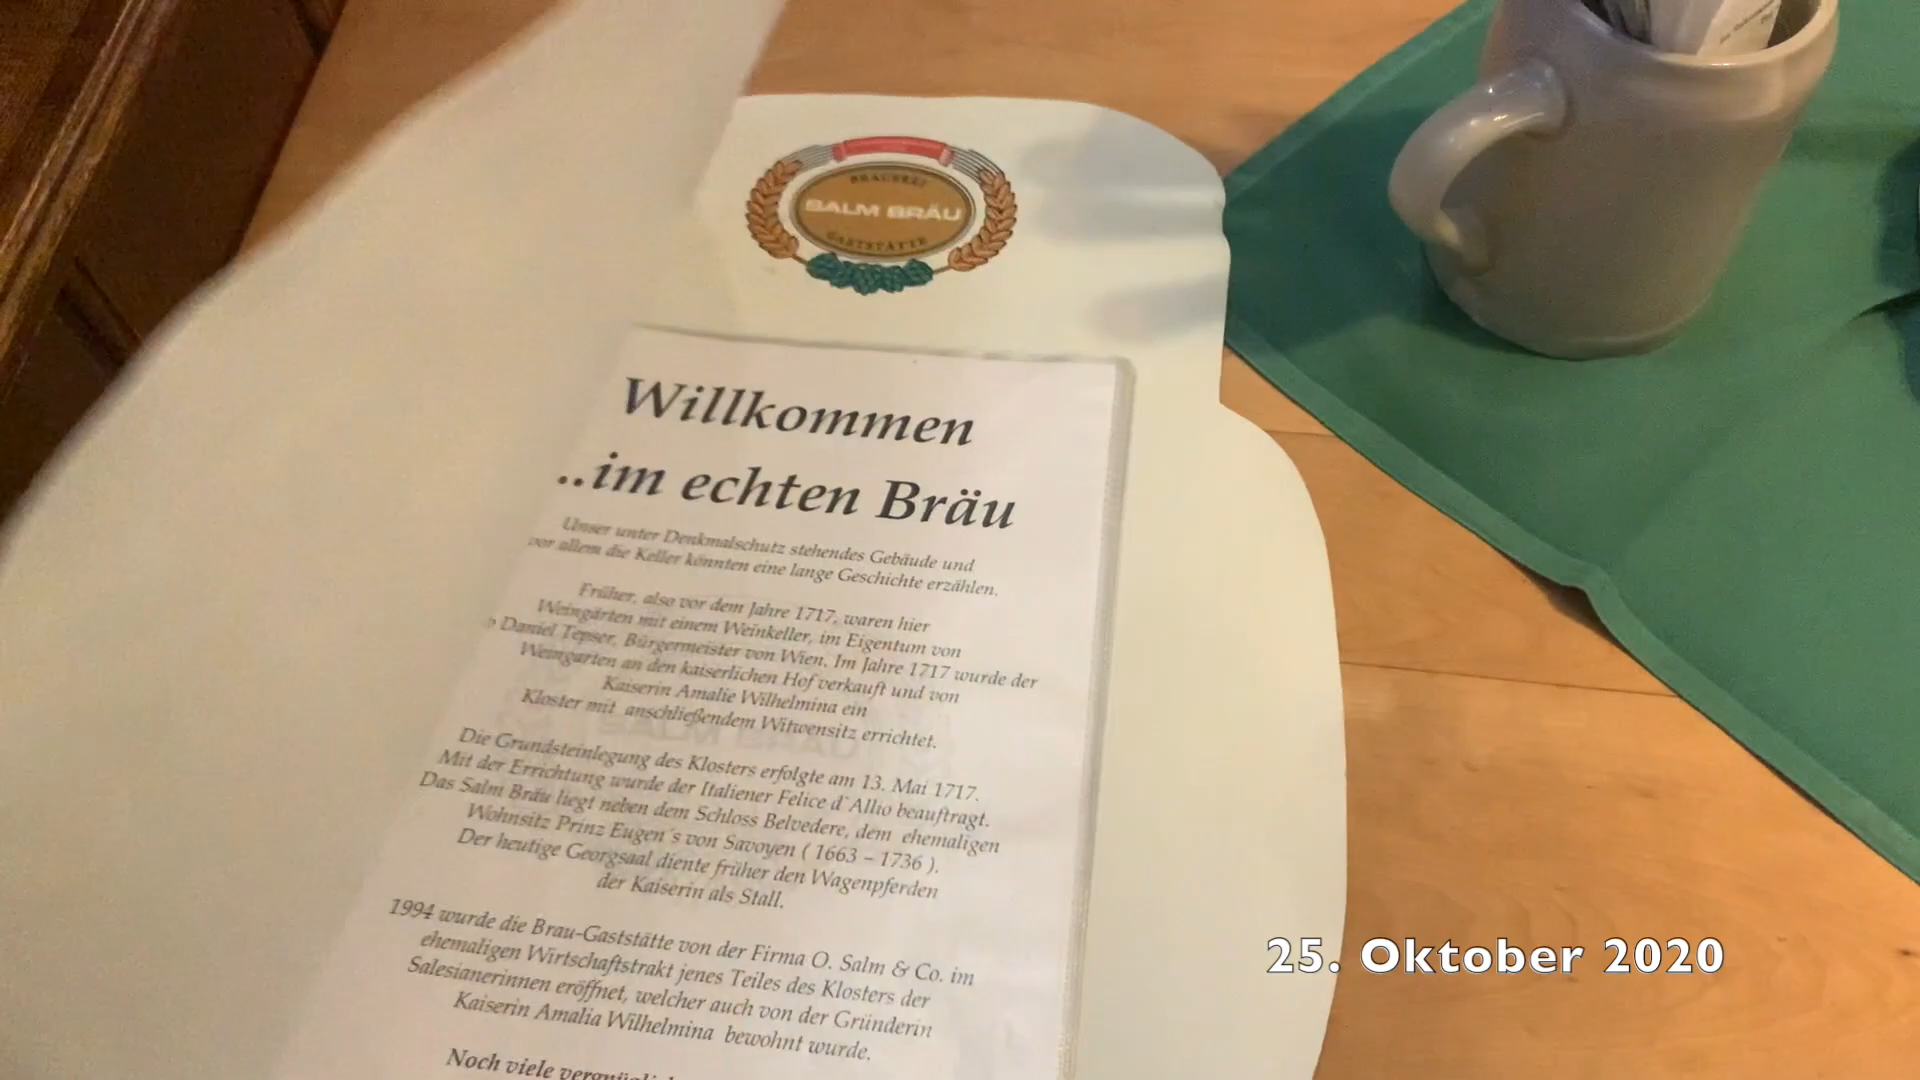 BRAUEREI
SALM BRÄU
GASTSTÄTTE
Willkommen
..im echten Bräu
Unser unter Denkmalschutz stehendes Gebäude und
vor allem die Keller könnten eine lange Geschichte erzählen.
Früher, also vor dem Jahre 1717, waren hier
Weingärten mit einem Weinkeller, im Eigentum von
Daniel Tepser, Bürgermeister von Wien. Im Jahre 1717 wurde der
Weingarten an den kaiserlichen Hof verkauft und von
Kaiserin Amalie Wilhelmina ein
Kloster mit anschließendem Witwensitz errichtet.
Die Grundsteinlegung des Klosters erfolgte am 13. Mai 1717.
Mit der Errichtung wurde der Italiener Felice d`Allio beauftragt.
Das Salm Bräu liegt neben dem Schloss Belvedere, dem ehemaligen
Wohnsitz Prinz Eugen´s von Savoyen ( 1663 – 1736 ).
Der heutige Georgsaal diente früher den Wagenpferden
der Kaiserin als Stall.
1994 wurde die Brau-Gaststätte von der Firma O. Salm & Co. im
ehemaligen Wirtschaftstrakt jenes Teiles des Klosters der
Salesianerinnen eröffnet, welcher auch von der Gründerin
Kaiserin Amalia Wilhelmina bewohnt wurde.
Noch viele
25. Oktober 2020